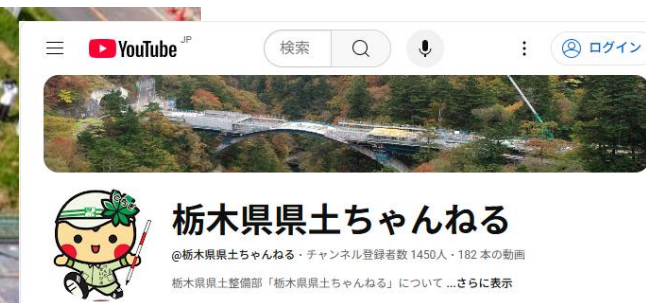 YouTube JP
検索
ログイン
栃木県県土ちゃんねる
@栃木県県土ちゃんねる・チャンネル登録者数 1450人・182 本の動画
栃木県県土整備部「栃木県県土ちゃんねる」について ...さらに表示